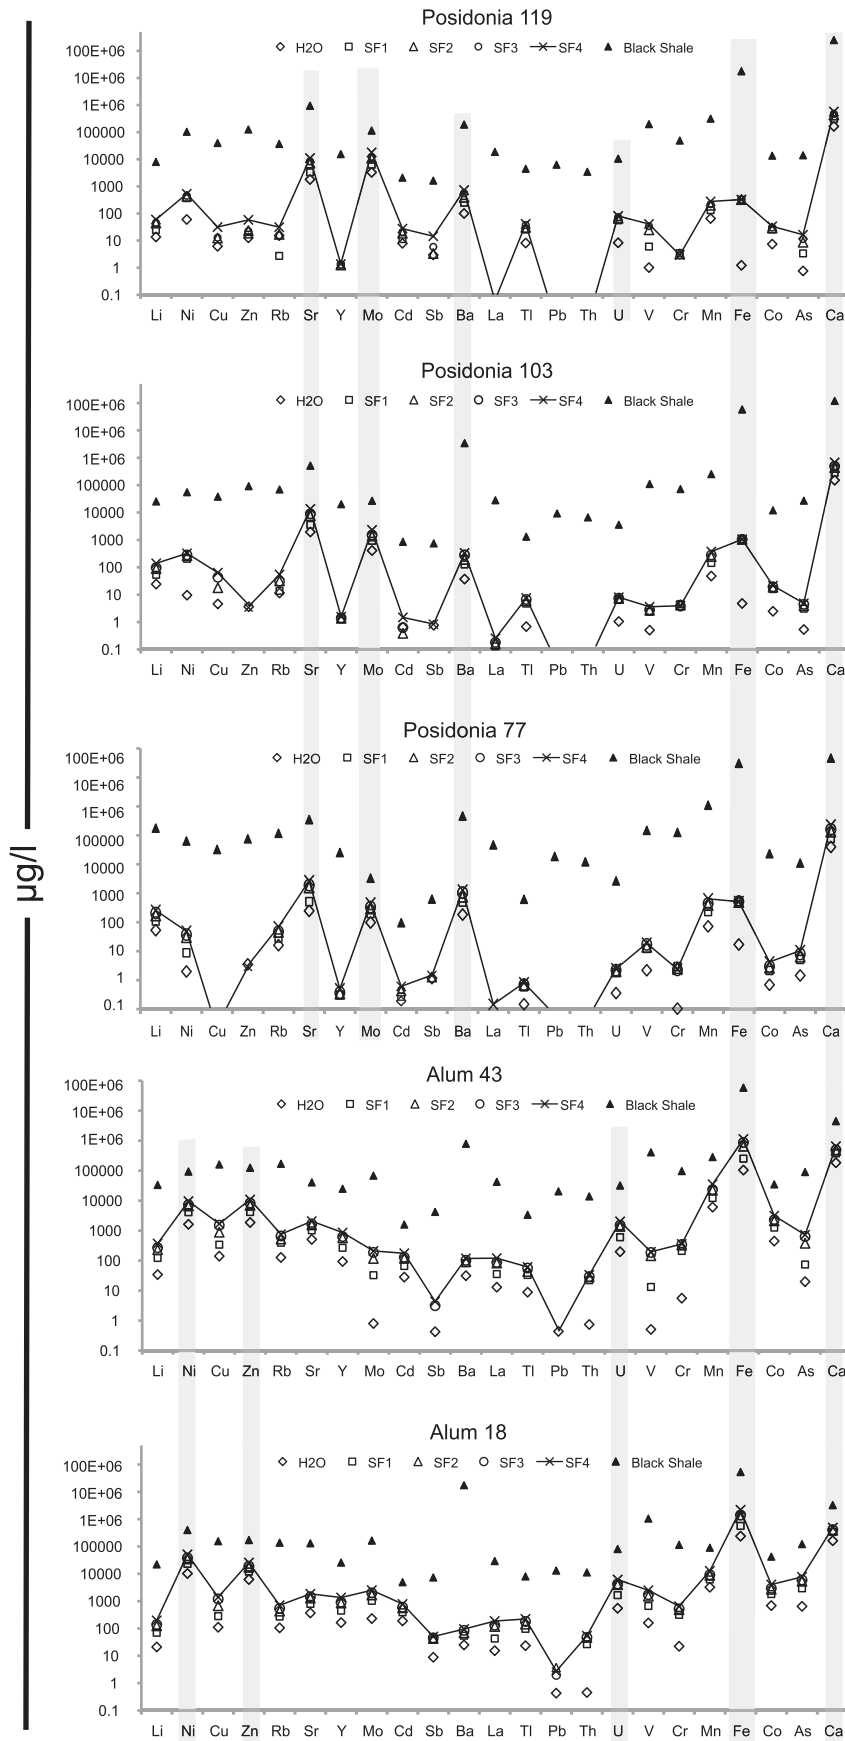 Posidonia 119
H2O SF1 SF2 SF3 SF4 Black Shale
100E+06
10E+06
1E+06
100000
10000
1000
100
10
1
0.1
Li Ni Cu Zn Rb Sr Y Mo Cd Sb Ba La Tl Pb Th U V Cr Mn Fe Co As Ca
Posidonia 103
H2O SF1 SF2 SF3 SF4 Black Shale
100E+06
10E+06
1E+06
100000
10000
1000
100
10
1
0.1
Li Ni Cu Zn Rb Sr Y Mo Cd Sb Ba La Tl Pb Th U V Cr Mn Fe Co As Ca
Posidonia 77
H2O SF1 SF2 SF3 SF4 Black Shale
100E+06
10E+06
1E+06
100000
10000
1000
100
10
1
0.1
Li Ni Cu Zn Rb Sr Y Mo Cd Sb Ba La Tl Pb Th U V Cr Mn Fe Co As Ca
µg/l
Alum 43
H2O SF1 SF2 SF3 SF4 Black Shale
100E+06
10E+06
1E+06
100000
10000
1000
100
10
1
0.1
Li Ni Cu Zn Rb Sr Y Mo Cd Sb Ba La Tl Pb Th U V Cr Mn Fe Co As Ca
Alum 18
H2O SF1 SF2 SF3 SF4 Black Shale
100E+06
10E+06
1E+06
100000
10000
1000
100
10
1
0.1
Li Ni Cu Zn Rb Sr Y Mo Cd Sb Ba La Tl Pb Th U V Cr Mn Fe Co As Ca